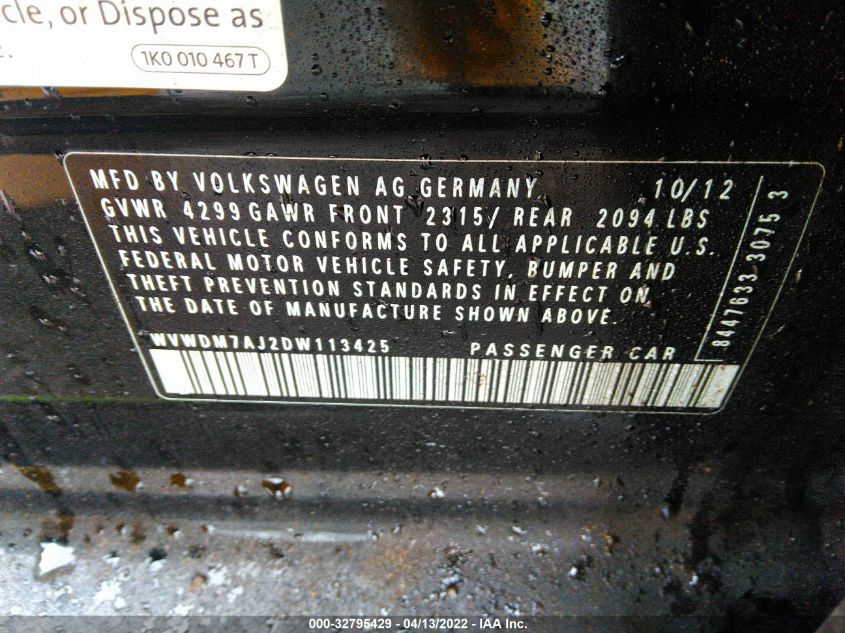 cle, or Dispose as
e.
1K0 010 467 T
MFD BY VOLKSWAGEN AG GERMANY 10/12
GVWR 4299 GAWR FRONT 2315/ REAR 2094 LBS
THIS VEHICLE CONFORMS TO ALL APPLICABLE U.S.
FEDERAL MOTOR VEHICLE SAFETY, BUMPER AND
THEFT PREVENTION STANDARDS IN EFFECT ON
THE DATE OF MANUFACTURE SHOWN ABOVE.
WVWDM7AJ2DW113425 PASSENGER CAR
8447633 3075 3
000-32795429 - 04/13/2022 - IAA Inc.